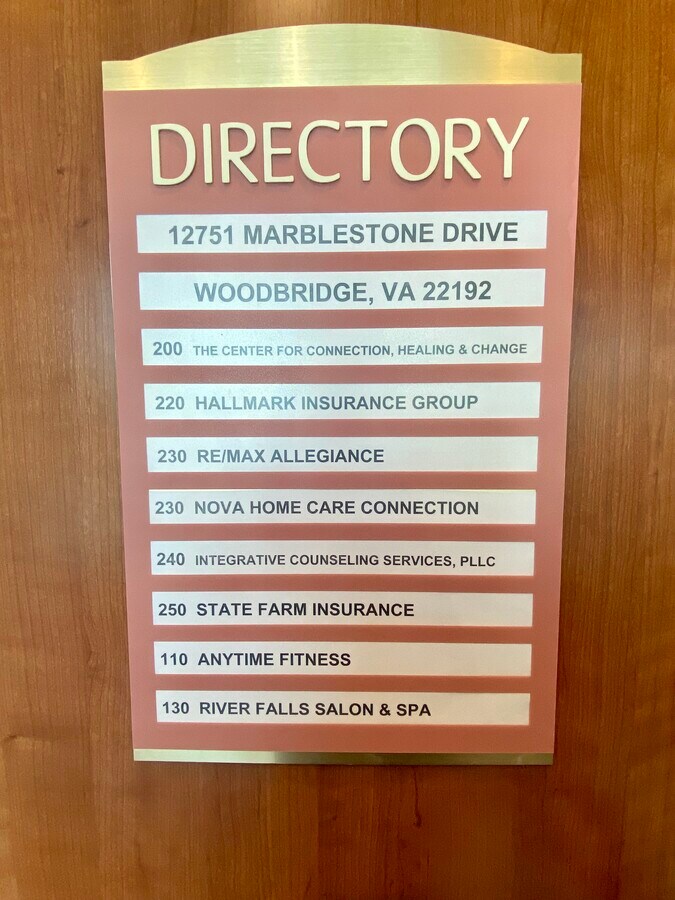 DIRECTORY
12751 MARBLESTONE DRIVE
WOODBRIDGE, VA 22192
200 THE CENTER FOR CONNECTION, HEALING & CHANGE
220 HALLMARK INSURANCE GROUP
230 RE/MAX ALLEGIANCE
230 NOVA HOME CARE CONNECTION
240 INTEGRATIVE COUNSELING SERVICES, PLLC
250 STATE FARM INSURANCE
110 ANYTIME FITNESS
130 RIVER FALLS SALON & SPA